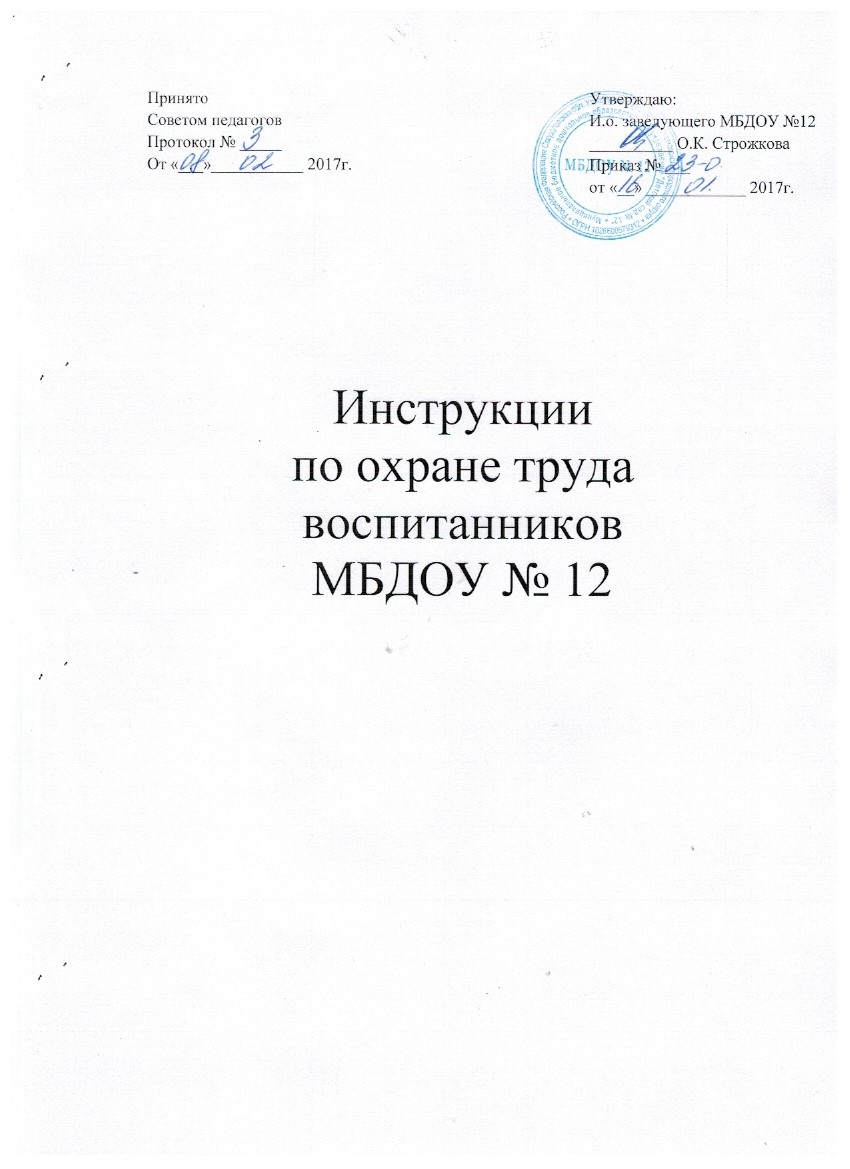 Принято
Советом педагогов
Протокол № 3
От «08» 02 2017г.
Утверждаю:
И.о. заведующего МБДОУ №12
О.К. Строжкова
Приказ № 23-о
от «16» 01. 2017г.
Инструкции
по охране труда
воспитанников
МБДОУ № 12